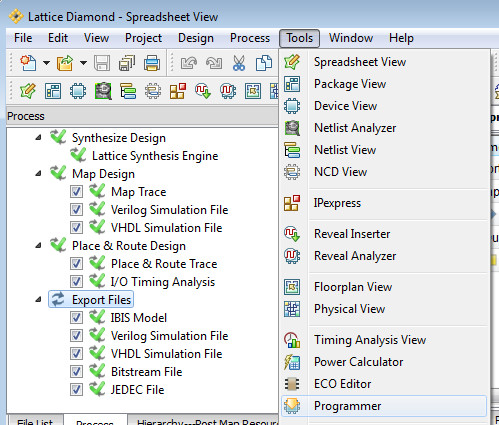 Lattice Diamond - Spreadsheet View
File Edit View Project Design Process Tools Window Help
Process
Synthesize Design
Lattice Synthesis Engine
Map Design
Map Trace
Verilog Simulation File
VHDL Simulation File
Place & Route Design
Place & Route Trace
I/O Timing Analysis
Export Files
IBIS Model
Verilog Simulation File
VHDL Simulation File
Bitstream File
JEDEC File
File List Process Hierarchy---Post Map Resour
Spreadsheet View
Package View
Device View
Netlist Analyzer
Netlist View
NCD View
IPexpress
Reveal Inserter
Reveal Analyzer
Floorplan View
Physical View
Timing Analysis View
Power Calculator
ECO Editor
Programmer